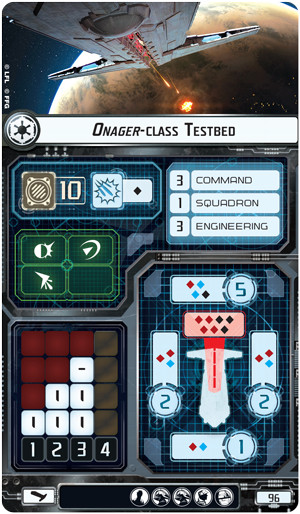 © LFL © FFG
ONAGER-CLASS TESTBED
10
3 COMMAND
1 SQUADRON
3 ENGINEERING
5
2 2
1
–
I I
I I I
1 2 3 4
96